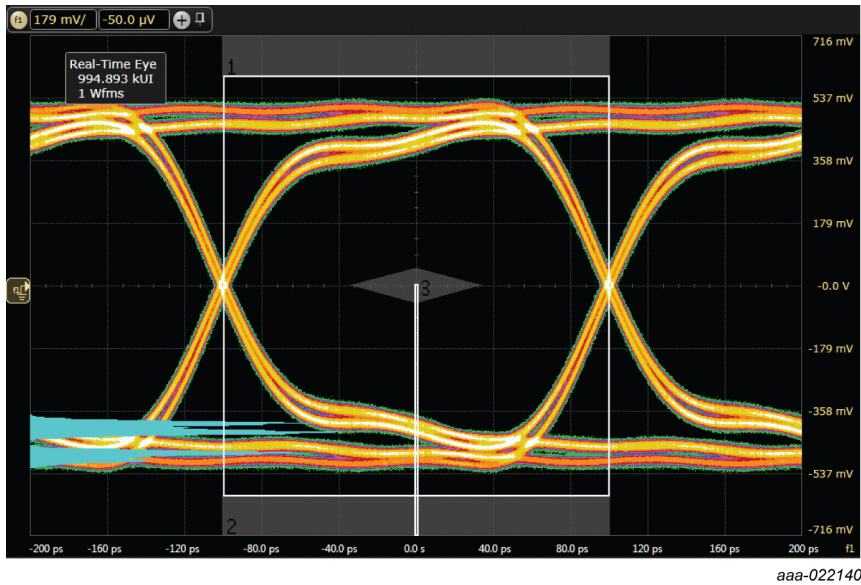 f1 179 mV/ -50.0 µV +
Real-Time Eye
994.893 kUI
1 Wfms
1
716 mV
537 mV
358 mV
179 mV
3
-0.0 V
-179 mV
-358 mV
-537 mV
2
-716 mV
-200 ps -160 ps -120 ps -80.0 ps -40.0 ps 0.0 s 40.0 ps 80.0 ps 120 ps 160 ps 200 ps f1
aaa-022140